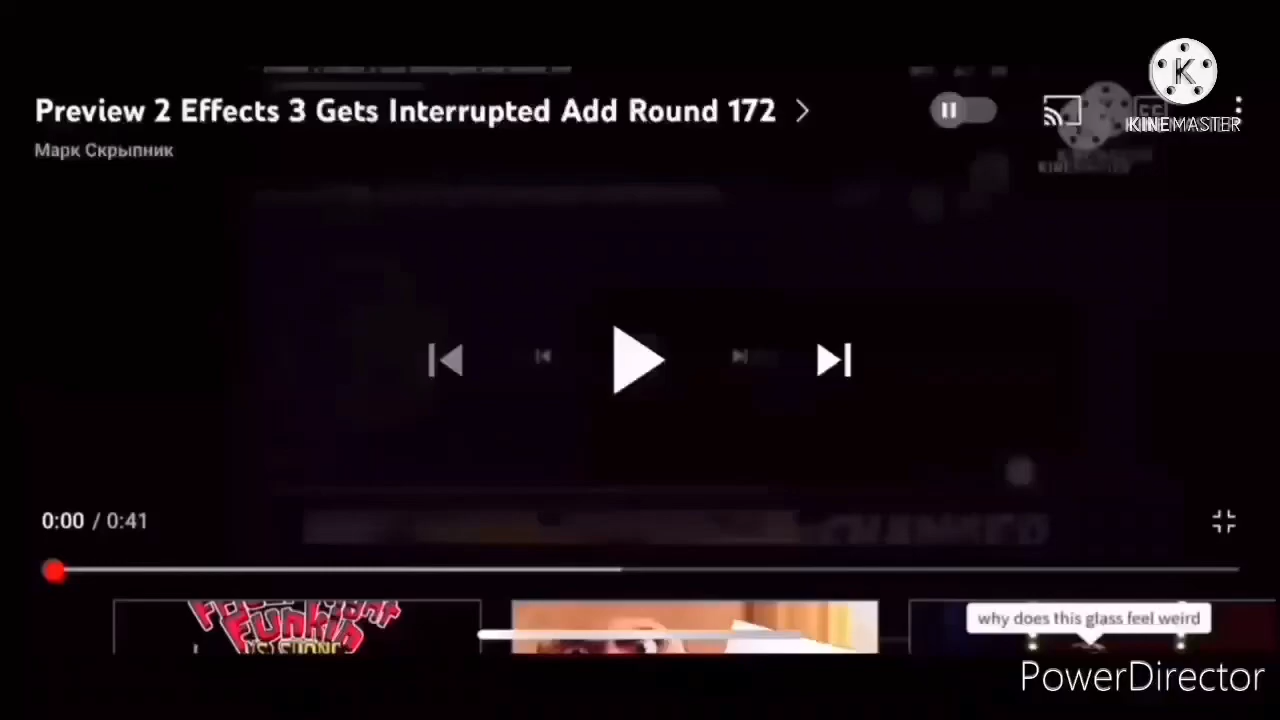 Preview 2 Effects 3 Gets Interrupted Add Round 172
Марк Скрыпник
KINEMASTER
0:00 / 0:41
Funkin
why does this glass feel weird
PowerDirector